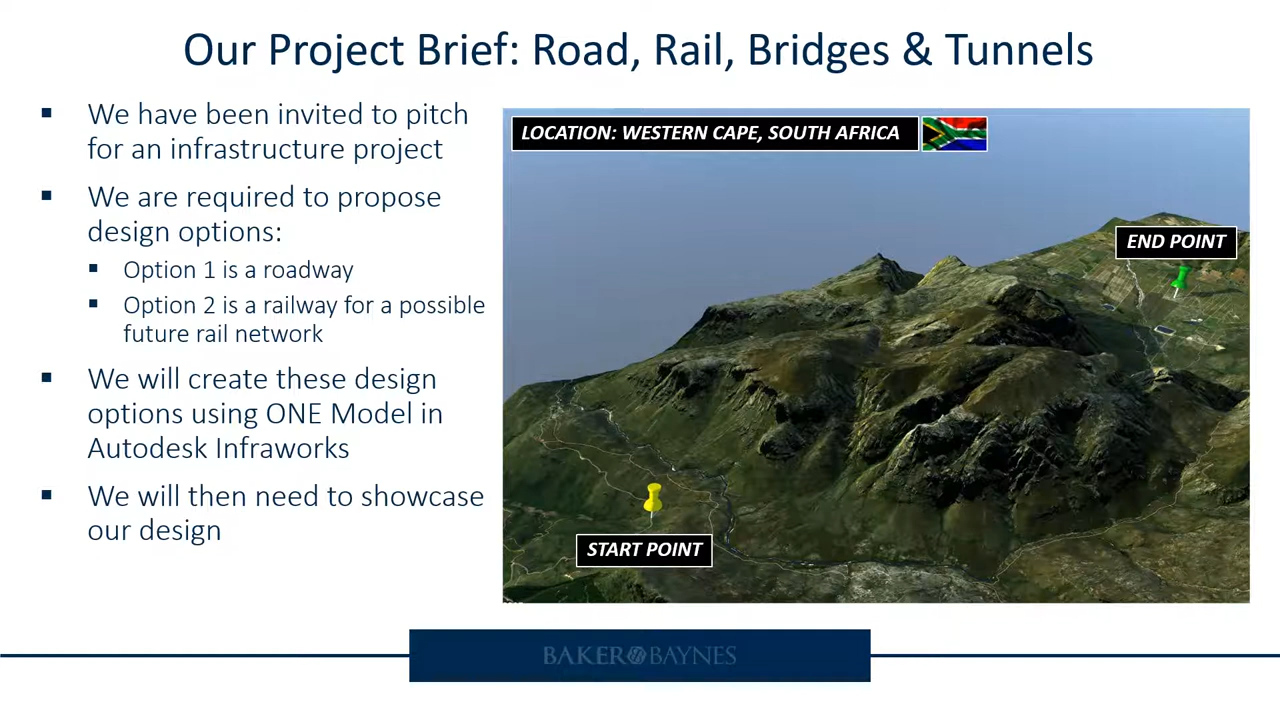 Our Project Brief: Road, Rail, Bridges & Tunnels
▪ We have been invited to pitch
for an infrastructure project
▪ We are required to propose
design options:
▪ Option 1 is a roadway
▪ Option 2 is a railway for a possible
future rail network
▪ We will create these design
options using ONE Model in
Autodesk Infraworks
▪ We will then need to showcase
our design
LOCATION: WESTERN CAPE, SOUTH AFRICA
END POINT
START POINT
BAKER BAYNES